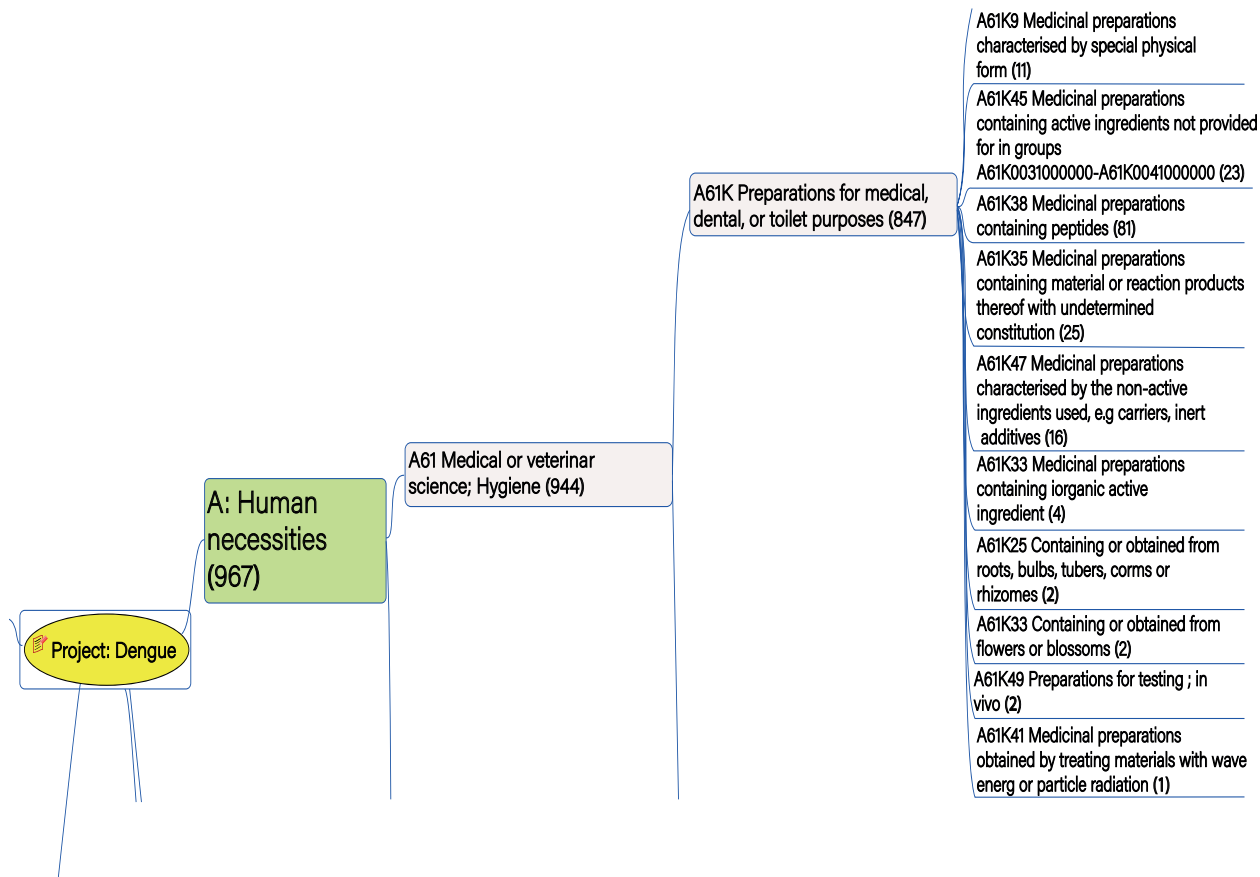 Project: Dengue
A: Human
necessities
(967)
A61 Medical or veterinar
science; Hygiene (944)
A61K Preparations for medical,
dental, or toilet purposes (847)
A61K9 Medicinal preparations
characterised by special physical
form (11)
A61K45 Medicinal preparations
containing active ingredients not provided
for in groups
A61K0031000000-A61K0041000000 (23)
A61K38 Medicinal preparations
containing peptides (81)
A61K35 Medicinal preparations
containing material or reaction products
thereof with undetermined
constitution (25)
A61K47 Medicinal preparations
characterised by the non-active
ingredients used, e.g carriers, inert
additives (16)
A61K33 Medicinal preparations
containing iorganic active
ingredient (4)
A61K25 Containing or obtained from
roots, bulbs, tubers, corms or
rhizomes (2)
A61K33 Containing or obtained from
flowers or blossoms (2)
A61K49 Preparations for testing ; in
vivo (2)
A61K41 Medicinal preparations
obtained by treating materials with wave
energ or particle radiation (1)